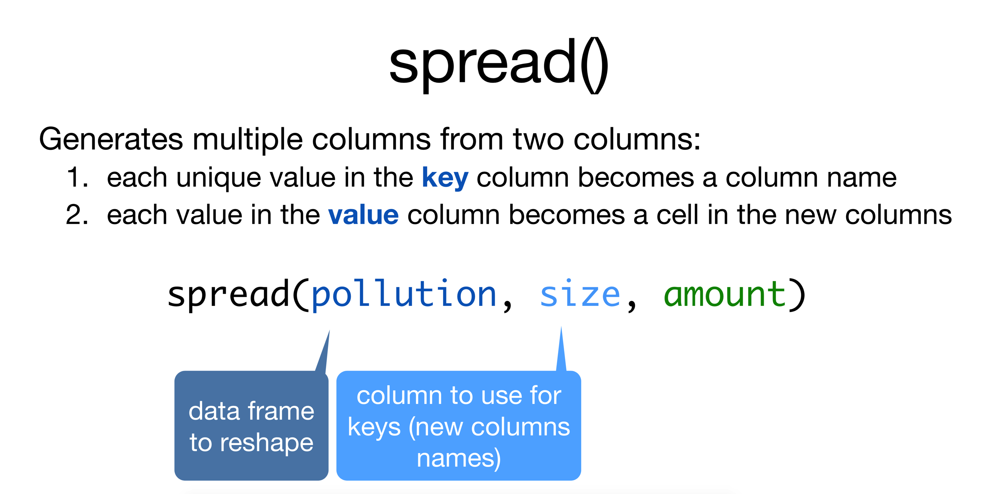 spread()
Generates multiple columns from two columns:
1. each unique value in the key column becomes a column name
2. each value in the value column becomes a cell in the new columns
spread(pollution, size, amount)
data frame
to reshape
column to use for
keys (new columns
names)